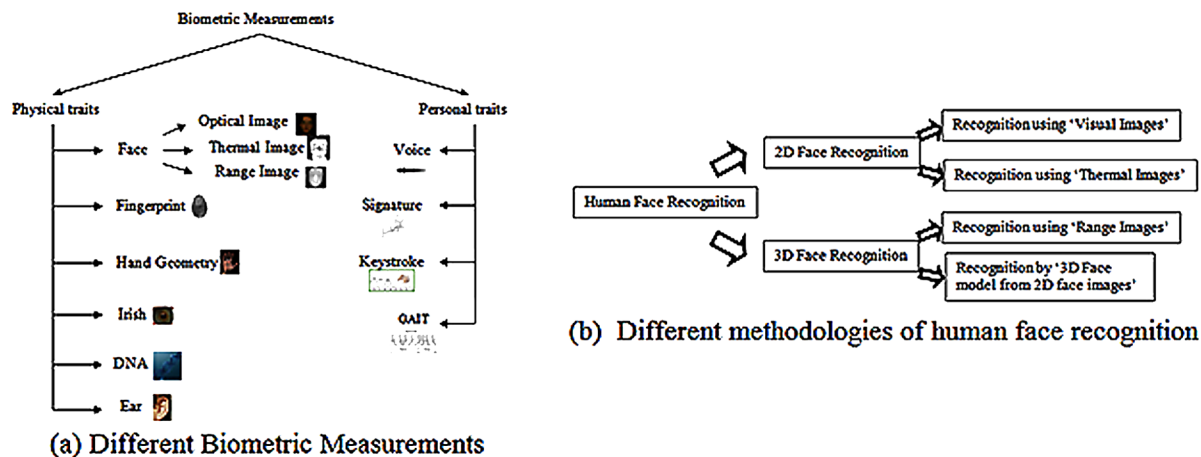 Biometric Measurements
Physical traits
Personal traits
Face
Optical Image
Thermal Image
Range Image
Fingerprint
Hand Geometry
Irish
DNA
Ear
Voice
Signature
Keystroke
GAIT
(a) Different Biometric Measurements
Human Face Recognition
2D Face Recognition
Recognition using ‘Visual Images’
Recognition using ‘Thermal Images’
3D Face Recognition
Recognition using ‘Range Images’
Recognition by ‘3D Face
model from 2D face images’
(b) Different methodologies of human face recognition